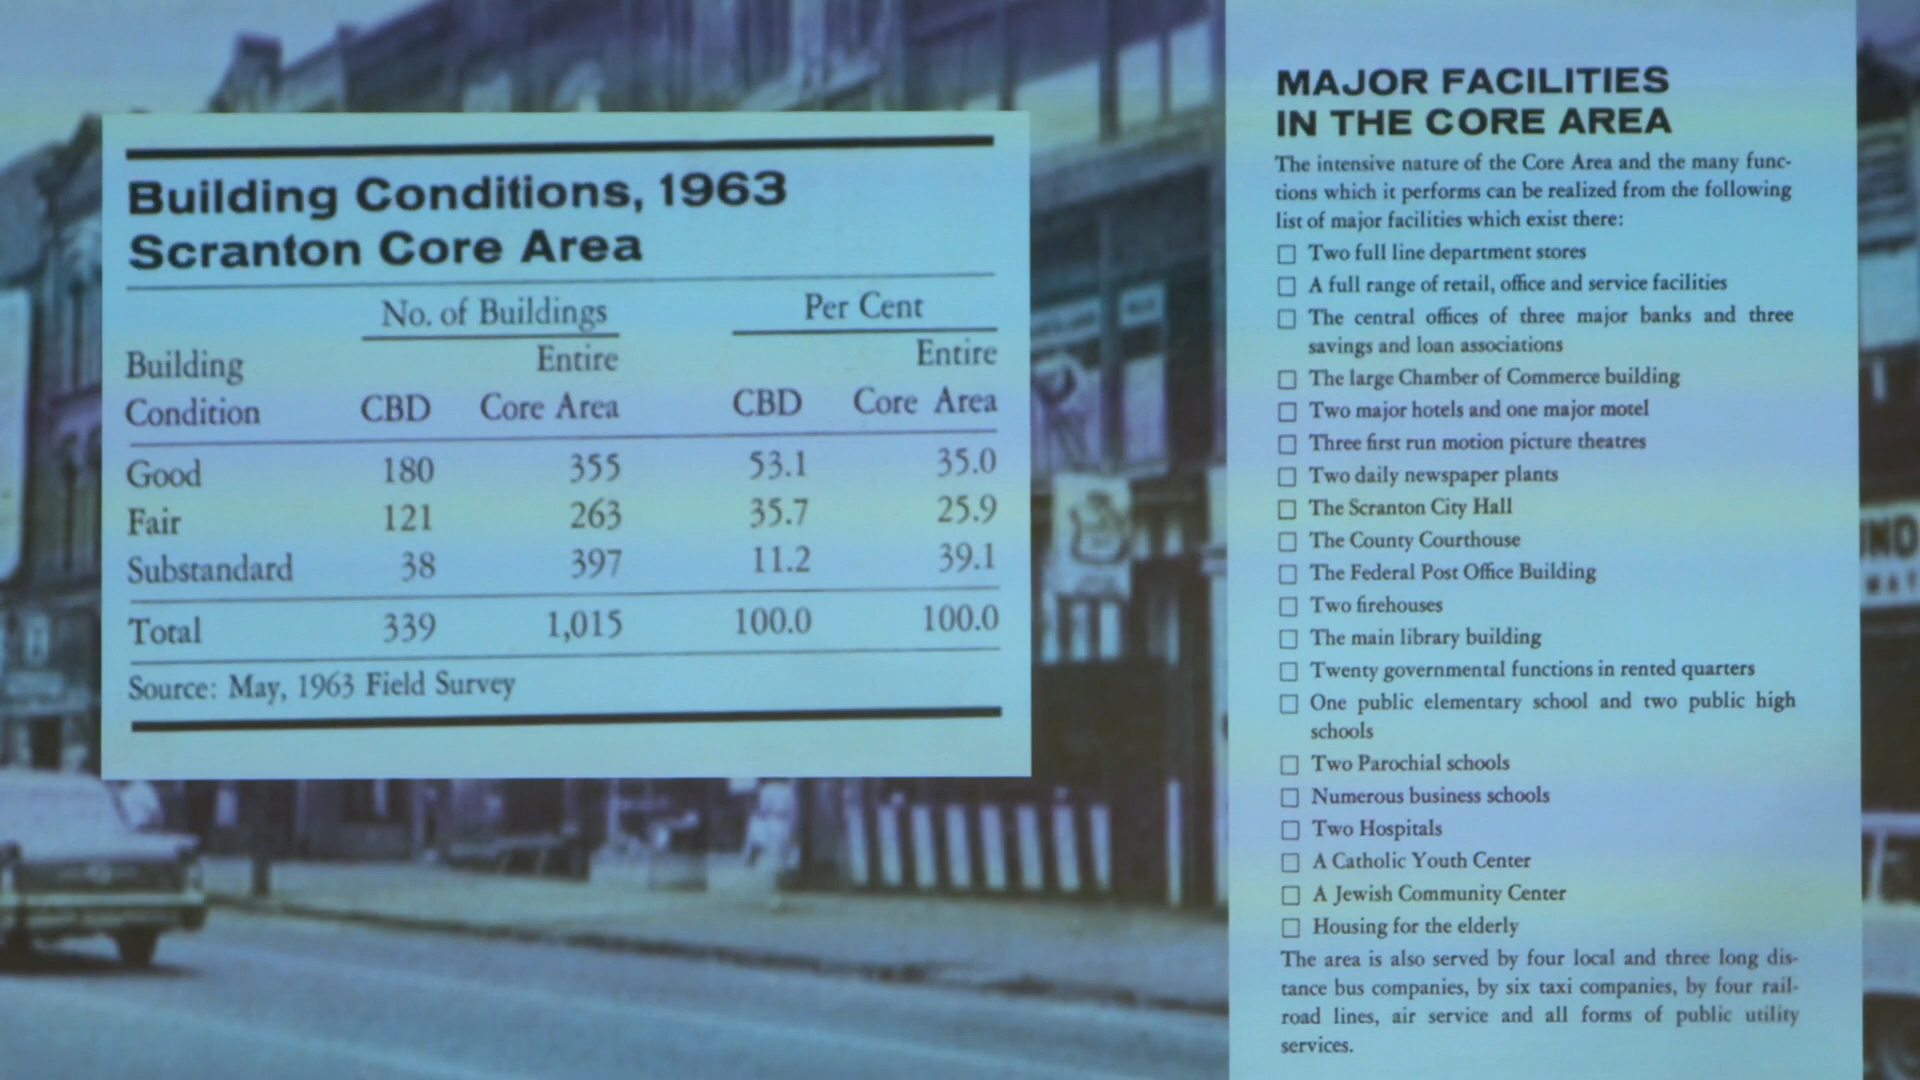 Building Conditions, 1963
Scranton Core Area
No. of Buildings Per Cent
Building Entire Entire
Condition CBD Core Area CBD Core Area
Good 180 355 53.1 35.0
Fair 121 263 35.7 25.9
Substandard 38 397 11.2 39.1
Total 339 1,015 100.0 100.0
Source: May, 1963 Field Survey
MAJOR FACILITIES
IN THE CORE AREA
The intensive nature of the Core Area and the many func-
tions which it performs can be realized from the following
list of major facilities which exist there:
□ Two full line department stores
□ A full range of retail, office and service facilities
□ The central offices of three major banks and three
savings and loan associations
□ The large Chamber of Commerce building
□ Two major hotels and one major motel
□ Three first run motion picture theatres
□ Two daily newspaper plants
□ The Scranton City Hall
□ The County Courthouse
□ The Federal Post Office Building
□ Two firehouses
□ The main library building
□ Twenty governmental functions in rented quarters
□ One public elementary school and two public high
schools
□ Two Parochial schools
□ Numerous business schools
□ Two Hospitals
□ A Catholic Youth Center
□ A Jewish Community Center
□ Housing for the elderly
The area is also served by four local and three long dis-
tance bus companies, by six taxi companies, by four rail-
road lines, air service and all forms of public utility
services.